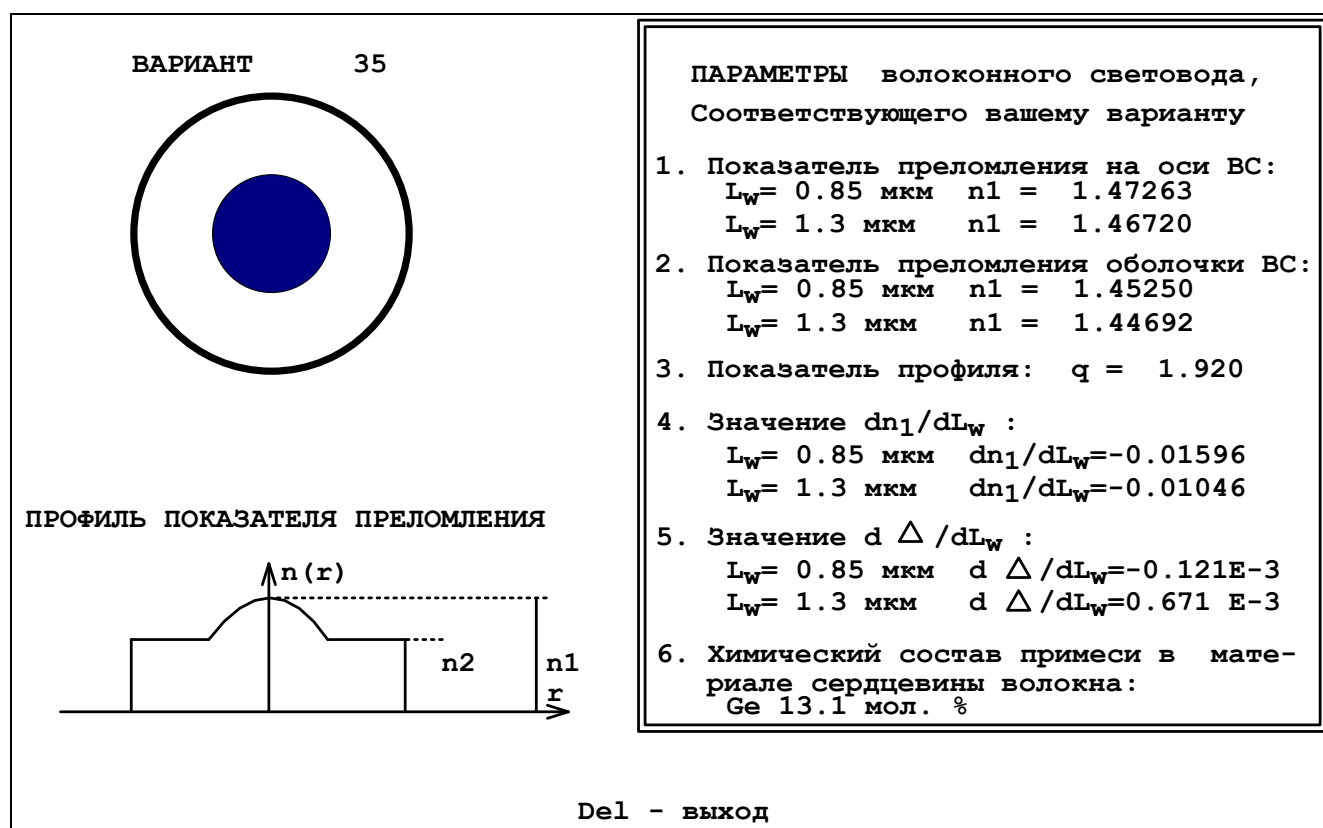 ВАРИАНТ 35
ПРОФИЛЬ ПОКАЗАТЕЛЯ ПРЕЛОМЛЕНИЯ
n(r)
n2
n1
r
ПАРАМЕТРЫ волоконного световода,
Соответствующего вашему варианту
1. Показатель преломления на оси ВС:
Lw= 0.85 мкм n1 = 1.47263
Lw= 1.3 мкм n1 = 1.46720
2. Показатель преломления оболочки ВС:
Lw= 0.85 мкм n1 = 1.45250
Lw= 1.3 мкм n1 = 1.44692
3. Показатель профиля: q = 1.920
4. Значение dn1/dLw :
Lw= 0.85 мкм dn1/dLw=-0.01596
Lw= 1.3 мкм dn1/dLw=-0.01046
5. Значение d △ /dLw :
Lw= 0.85 мкм d △ /dLw=-0.121E-3
Lw= 1.3 мкм d △ /dLw=0.671 E-3
6. Химический состав примеси в мате-
риале сердцевины волокна:
Ge 13.1 мол. %
Del - выход